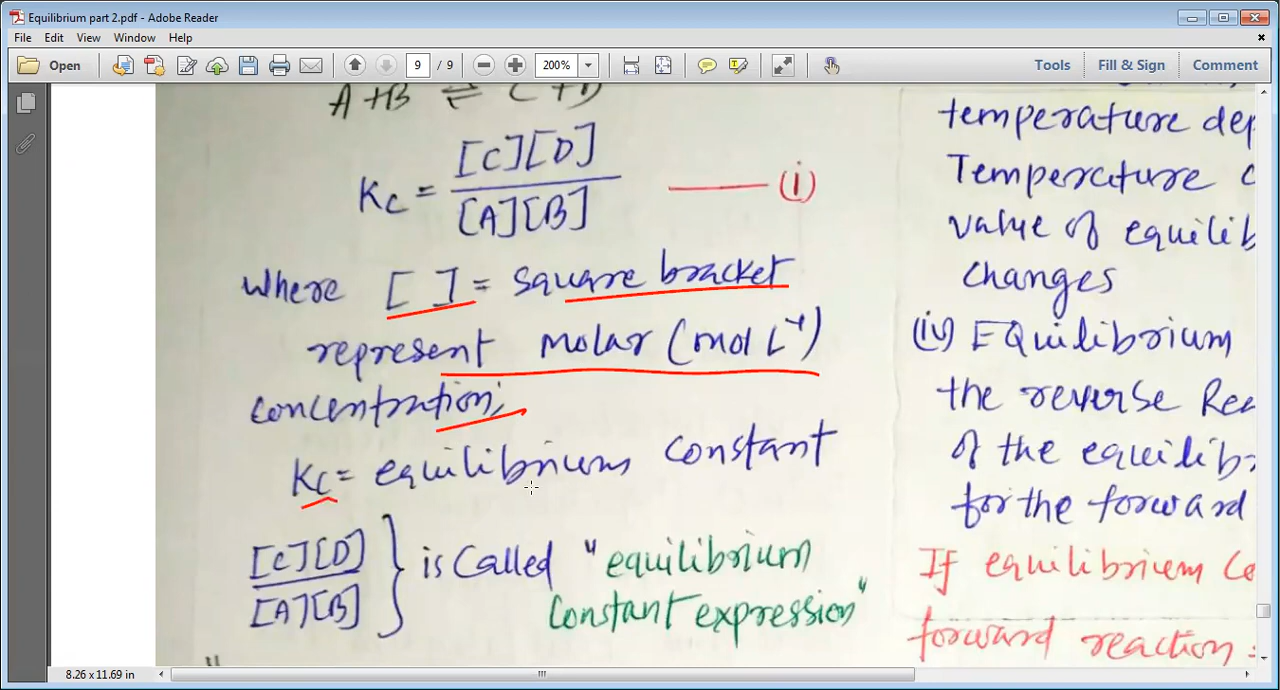 Equilibrium part 2.pdf - Adobe Reader
File Edit View Window Help
Open 9 / 9 200% Tools Fill & Sign Comment
A+B ⇌ C+D
Kc = [C][D] / [A][B] —— (i)
where [ ] = square bracket
represent molar (mol L⁻¹)
concentration;
Kc = equilibrium constant
[C][D] / [A][B] } is called "equilibrium
constant expression"
temperature dep
Temperature c
value of equilib
changes
(iv) Equilibrium
the reverse Rea
of the equilib
for the forward
If equilibrium Co
forward reaction =
8.26 x 11.69 in